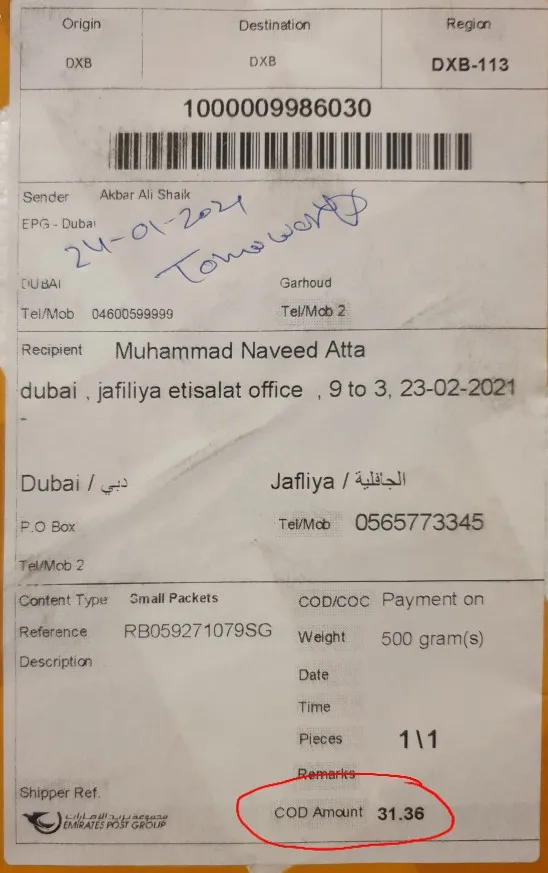 Origin Destination Region
DXB DXB DXB-113
1000009986030
Sender Akbar Ali Shaik
EPG - Dubai
24-01-2021
Tomowar
DUBAI Garhoud
Tel/Mob 04600599999 Tel/Mob 2
Recipient Muhammad Naveed Atta
dubai , jafiliya etisalat office , 9 to 3, 23-02-2021
-
Dubai / دبي Jafliya / الجافلية
P.O Box Tel/Mob 0565773345
Tel/Mob 2
Content Type Small Packets COD/COC Payment on
Reference RB059271079SG Weight 500 gram(s)
Description
Date
Time
Pieces 1\1
Remarks
Shipper Ref.
COD Amount 31.36
مجموعة بريد الإمارات
EMIRATES POST GROUP